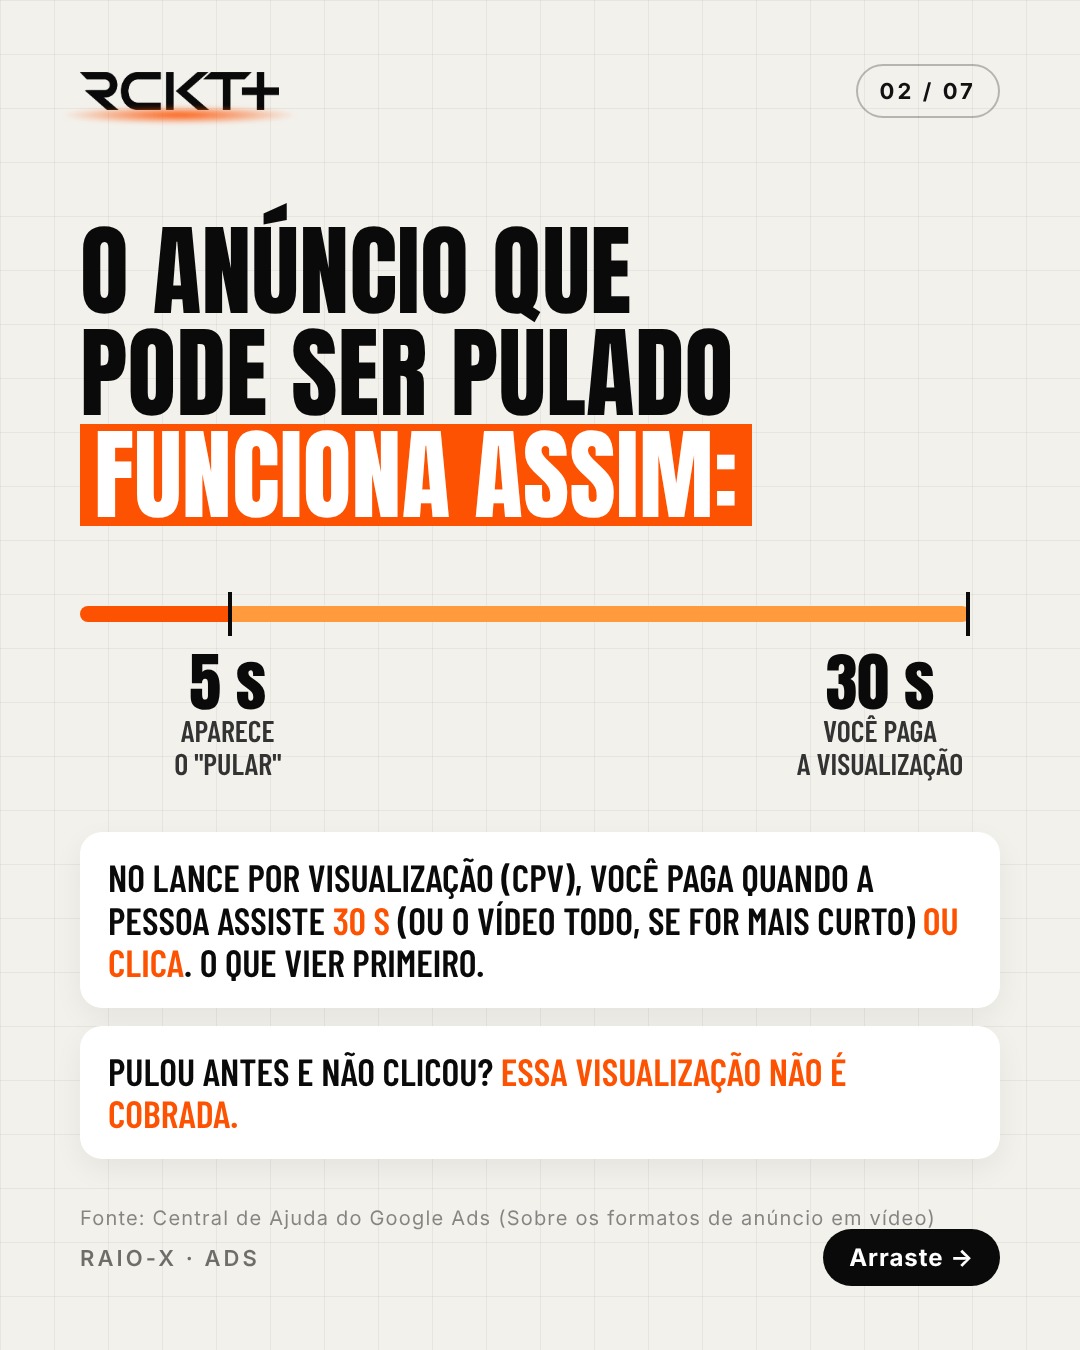 RCKT+
02 / 07
O ANÚNCIO QUE
PODE SER PULADO
FUNCIONA ASSIM:
5 s
APARECE
O "PULAR"
30 s
VOCÊ PAGA
A VISUALIZAÇÃO
NO LANCE POR VISUALIZAÇÃO (CPV), VOCÊ PAGA QUANDO A
PESSOA ASSISTE 30 S (OU O VÍDEO TODO, SE FOR MAIS CURTO) OU
CLICA. O QUE VIER PRIMEIRO.
PULOU ANTES E NÃO CLICOU? ESSA VISUALIZAÇÃO NÃO É
COBRADA.
Fonte: Central de Ajuda do Google Ads (Sobre os formatos de anúncio em vídeo)
RAIO-X · ADS
Arraste →